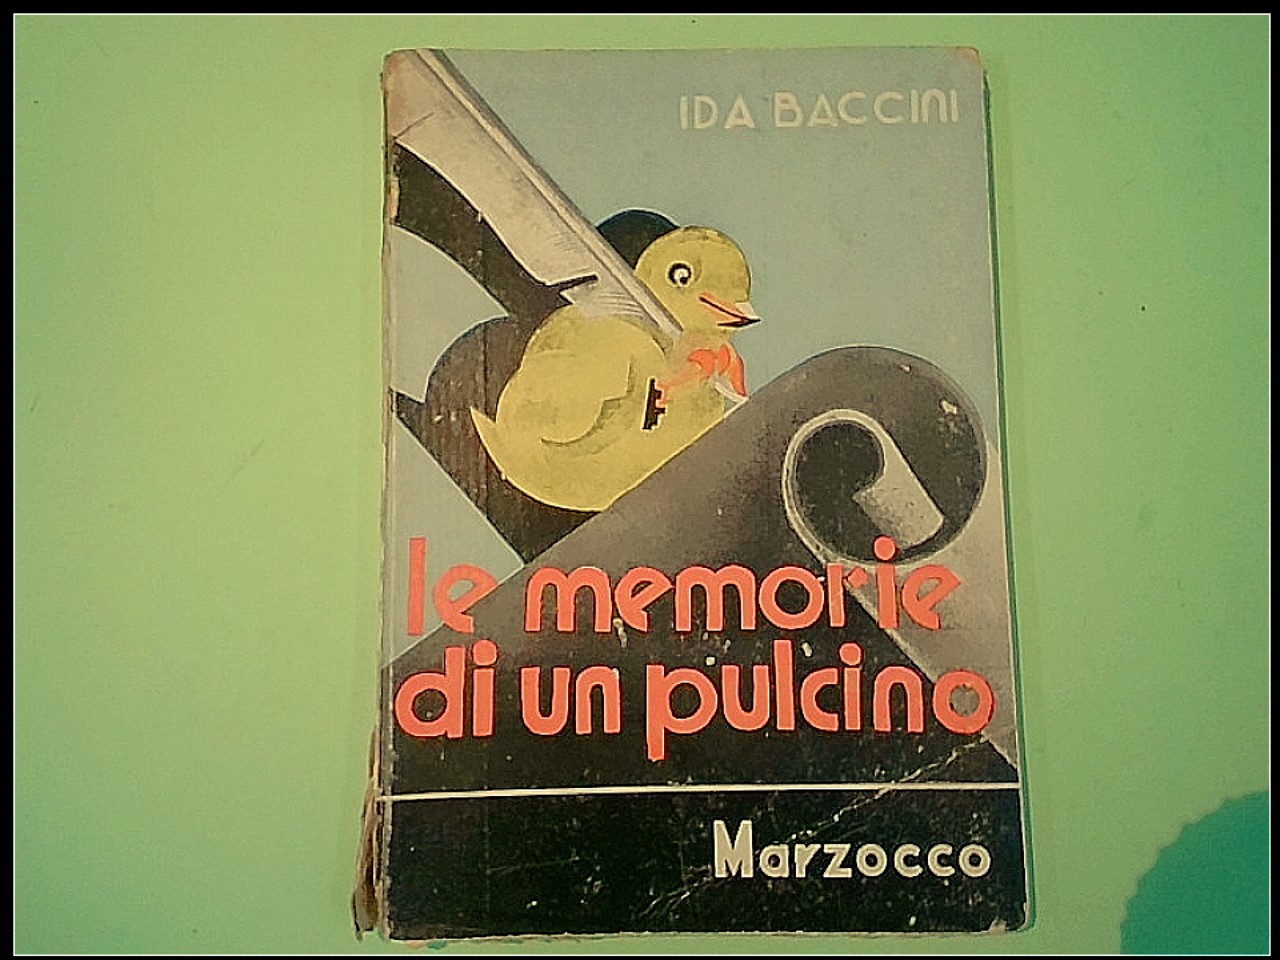 IDA BACCINI
le memorie
di un pulcino
Marzocco